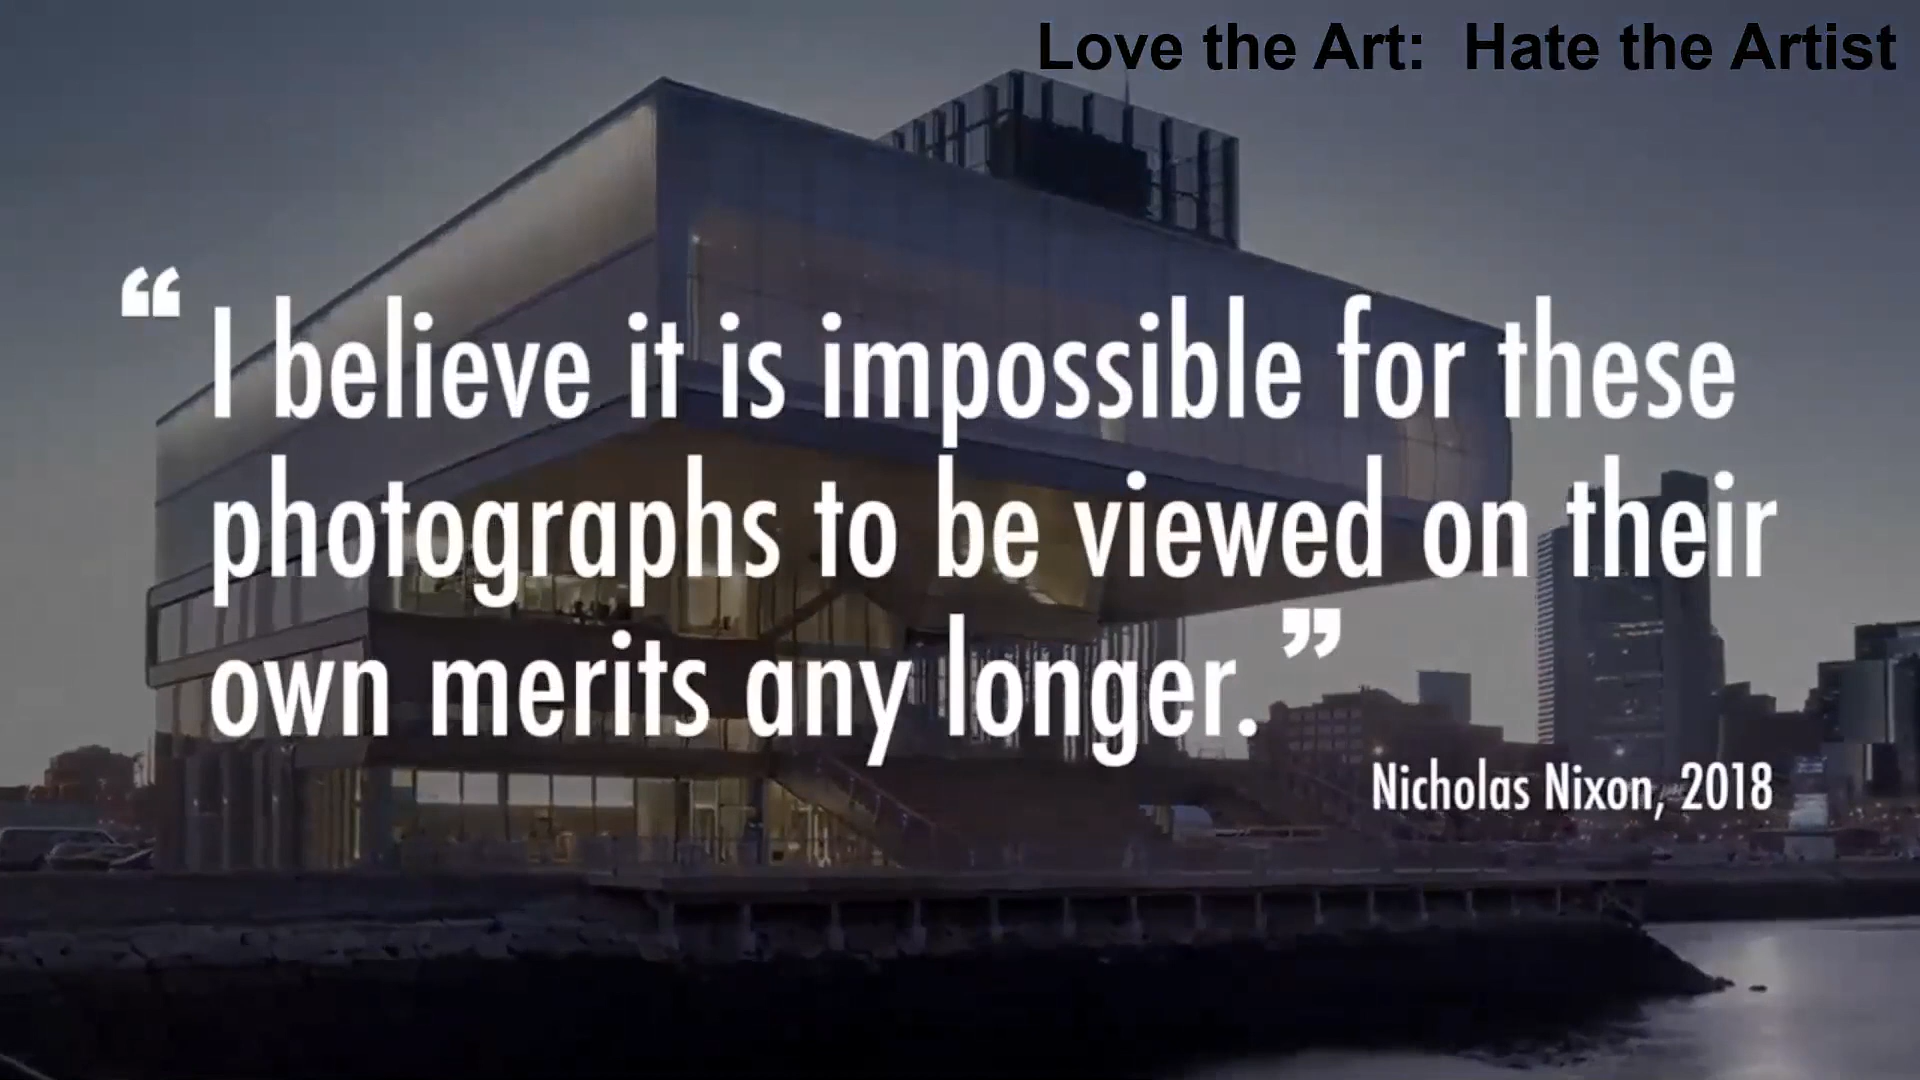 Love the Art:  Hate the Artist
“ I believe it is impossible for these
photographs to be viewed on their
own merits any longer. ”
Nicholas Nixon, 2018